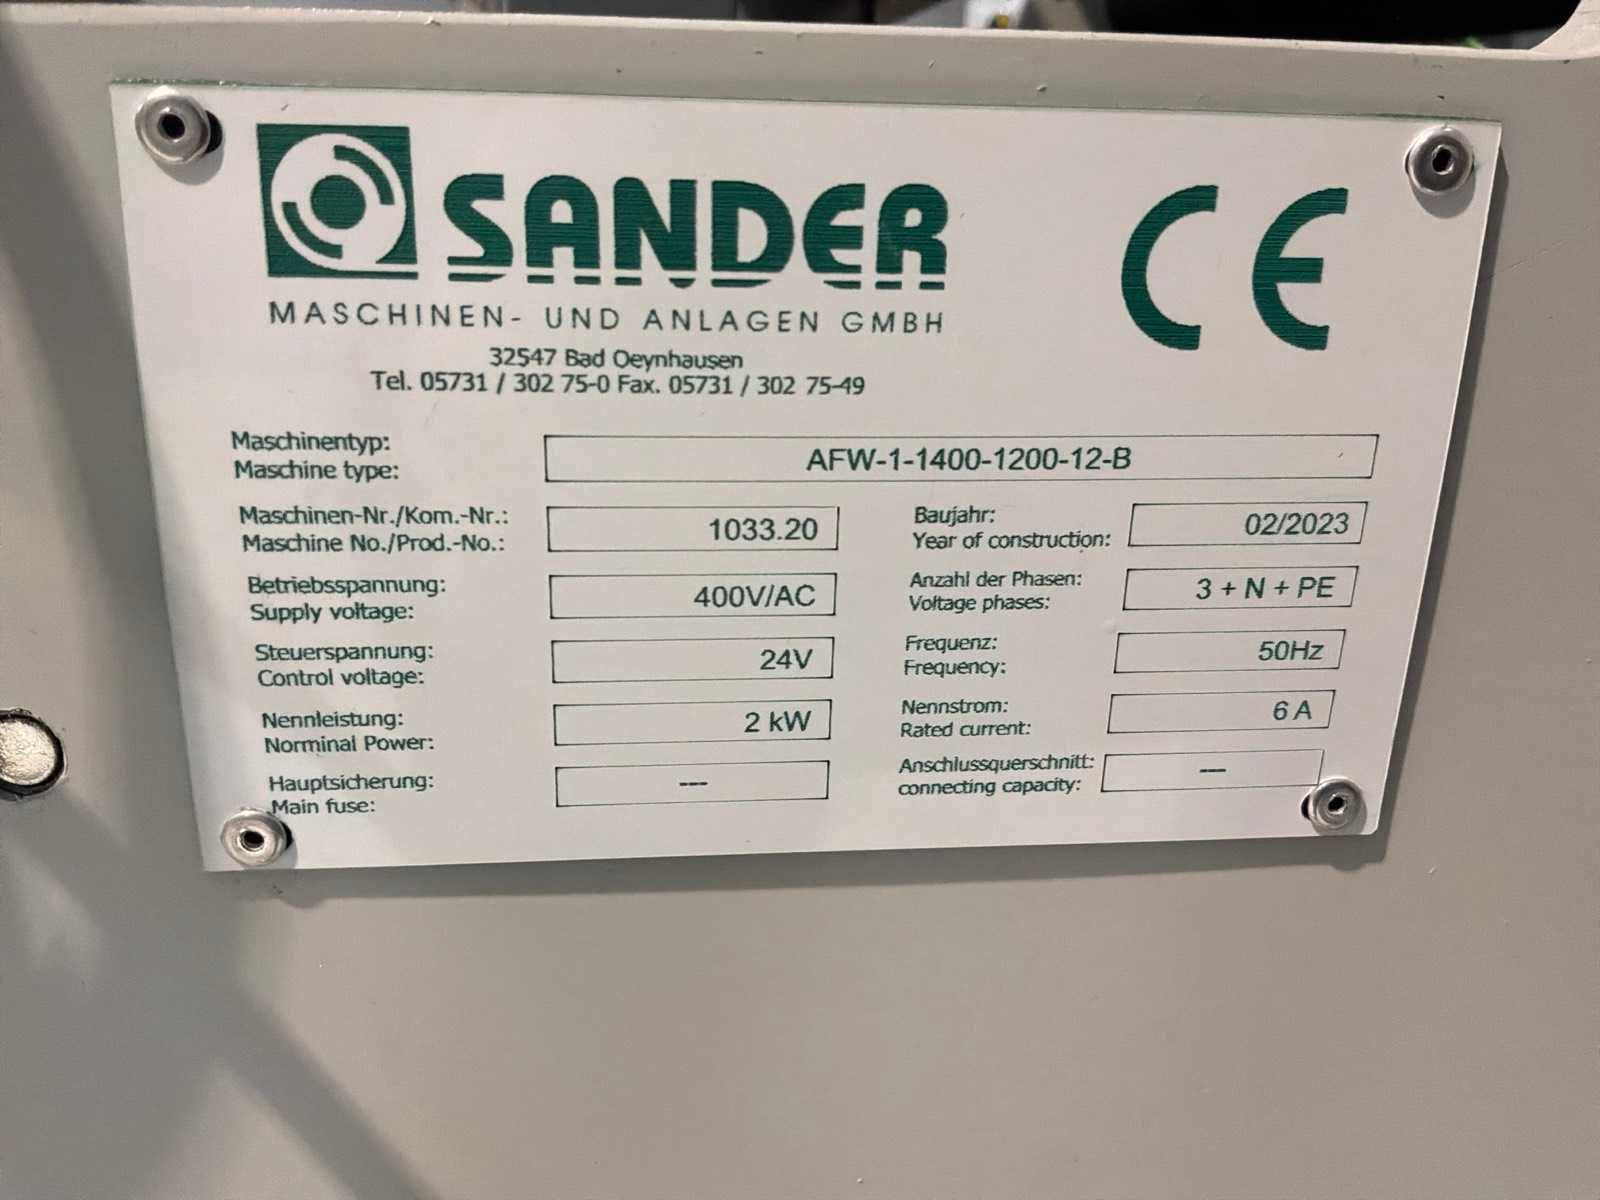 SANDER
MASCHINEN- UND ANLAGEN GMBH
32547 Bad Oeynhausen
Tel. 05731 / 302 75-0 Fax. 05731 / 302 75-49
CE
Maschinentyp:
Maschine type:
AFW-1-1400-1200-12-B
Maschinen-Nr./Kom.-Nr.:
Maschine No./Prod.-No.:
1033.20
Baujahr:
Year of construction:
02/2023
Betriebsspannung:
Supply voltage:
400V/AC
Anzahl der Phasen:
Voltage phases:
3 + N + PE
Steuerspannung:
Control voltage:
24V
Frequenz:
Frequency:
50Hz
Nennleistung:
Norminal Power:
2 kW
Nennstrom:
Rated current:
6 A
Hauptsicherung:
Main fuse:
---
Anschlussquerschnitt:
connecting capacity:
---